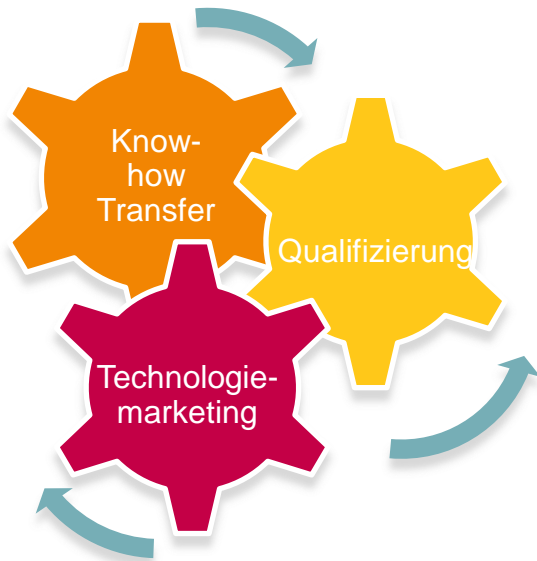 Know-
how
Transfer
Qualifizierung
Technologie-
marketing